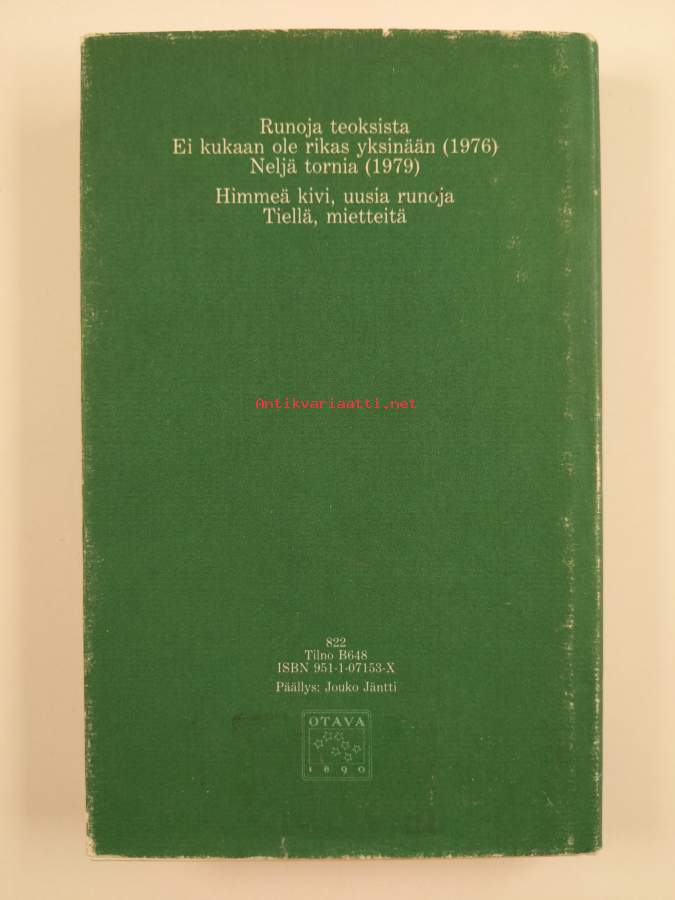 Runoja teoksista
Ei kukaan ole rikas yksinään (1976)
Neljä tornia (1979)
Himmeä kivi, uusia runoja
Tiellä, mietteitä
Antikvariaatti.net
822
Tilno B648
ISBN 951-1-07153-X
Päällys: Jouko Jäntti
OTAVA
1890